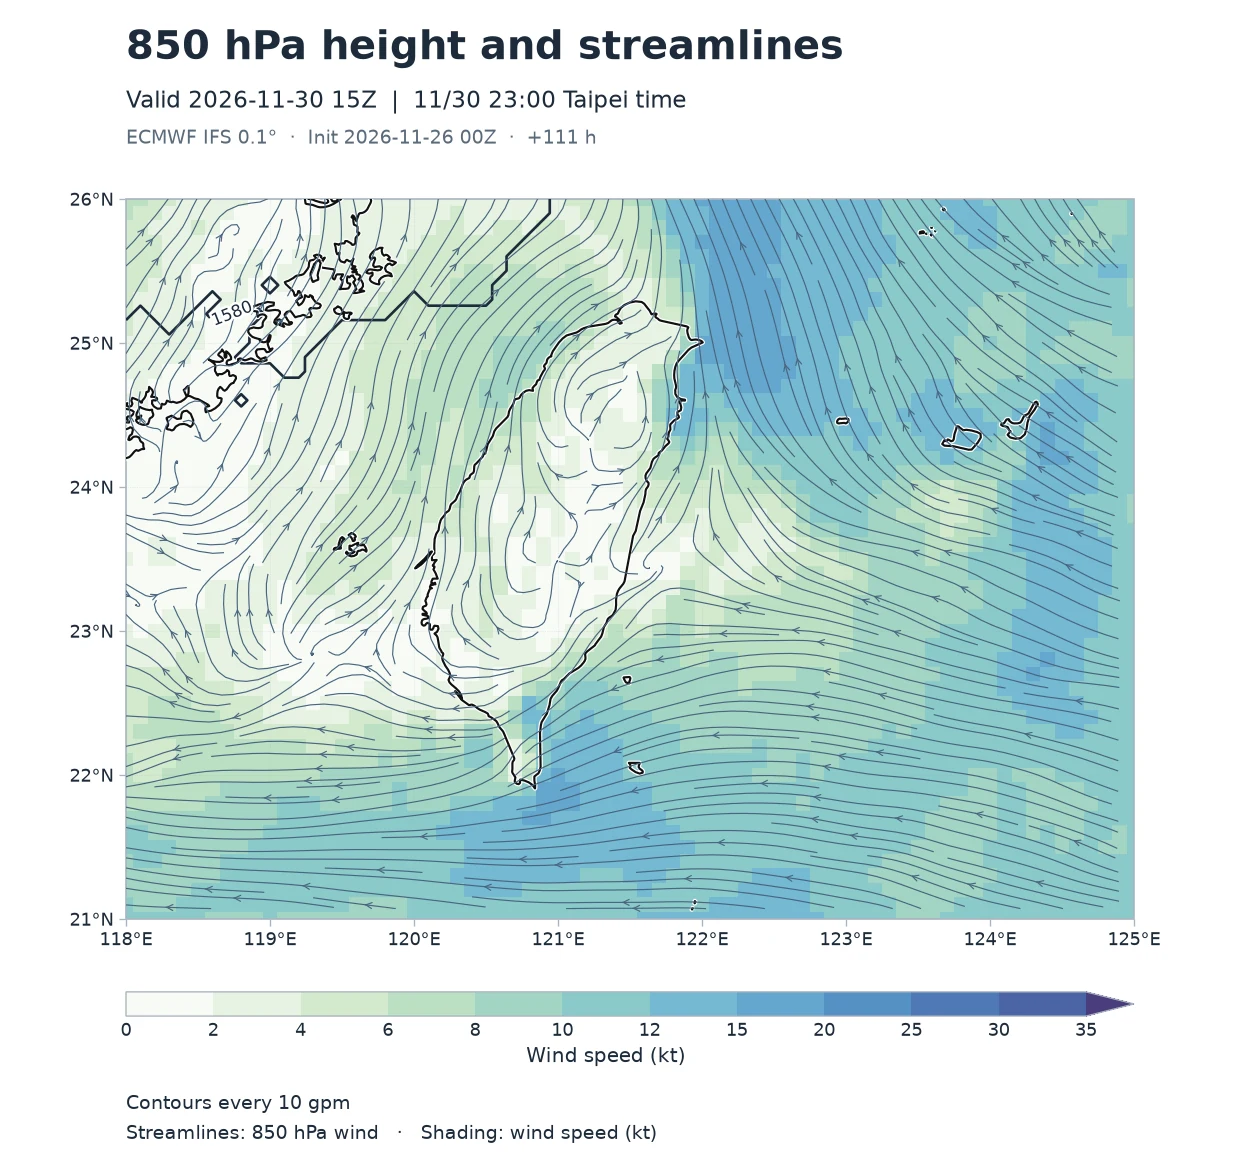 850 hPa height and streamlines
Valid 2026-11-30 15Z | 11/30 23:00 Taipei time
ECMWF IFS 0.1° · Init 2026-11-26 00Z · +111 h
26°N
1580
25°N
24°N
23°N
22°N
21°N
118°E 119°E 120°E 121°E 122°E 123°E 124°E 125°E
0 2 4 6 8 10 12 15 20 25 30 35
Wind speed (kt)
Contours every 10 gpm
Streamlines: 850 hPa wind · Shading: wind speed (kt)